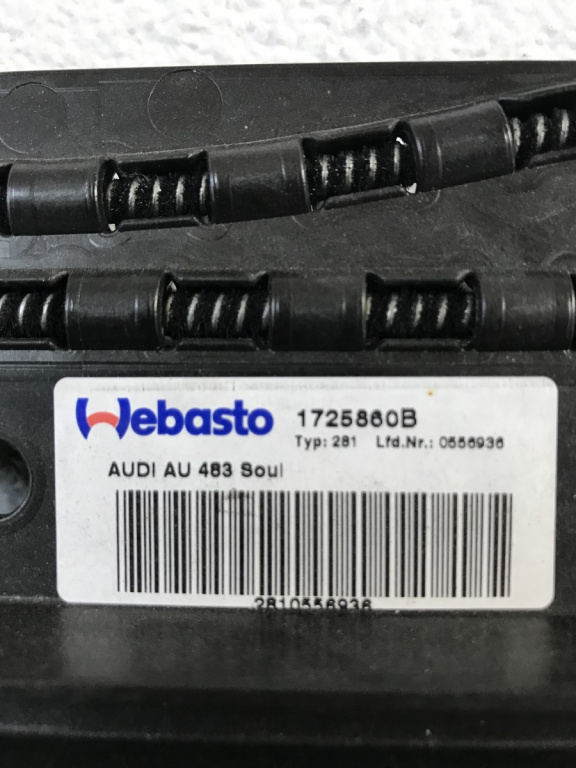 Webasto 1725860B
Typ: 281 Lfd.Nr.: 0556936
AUDI AU 483 Soul
2810556936